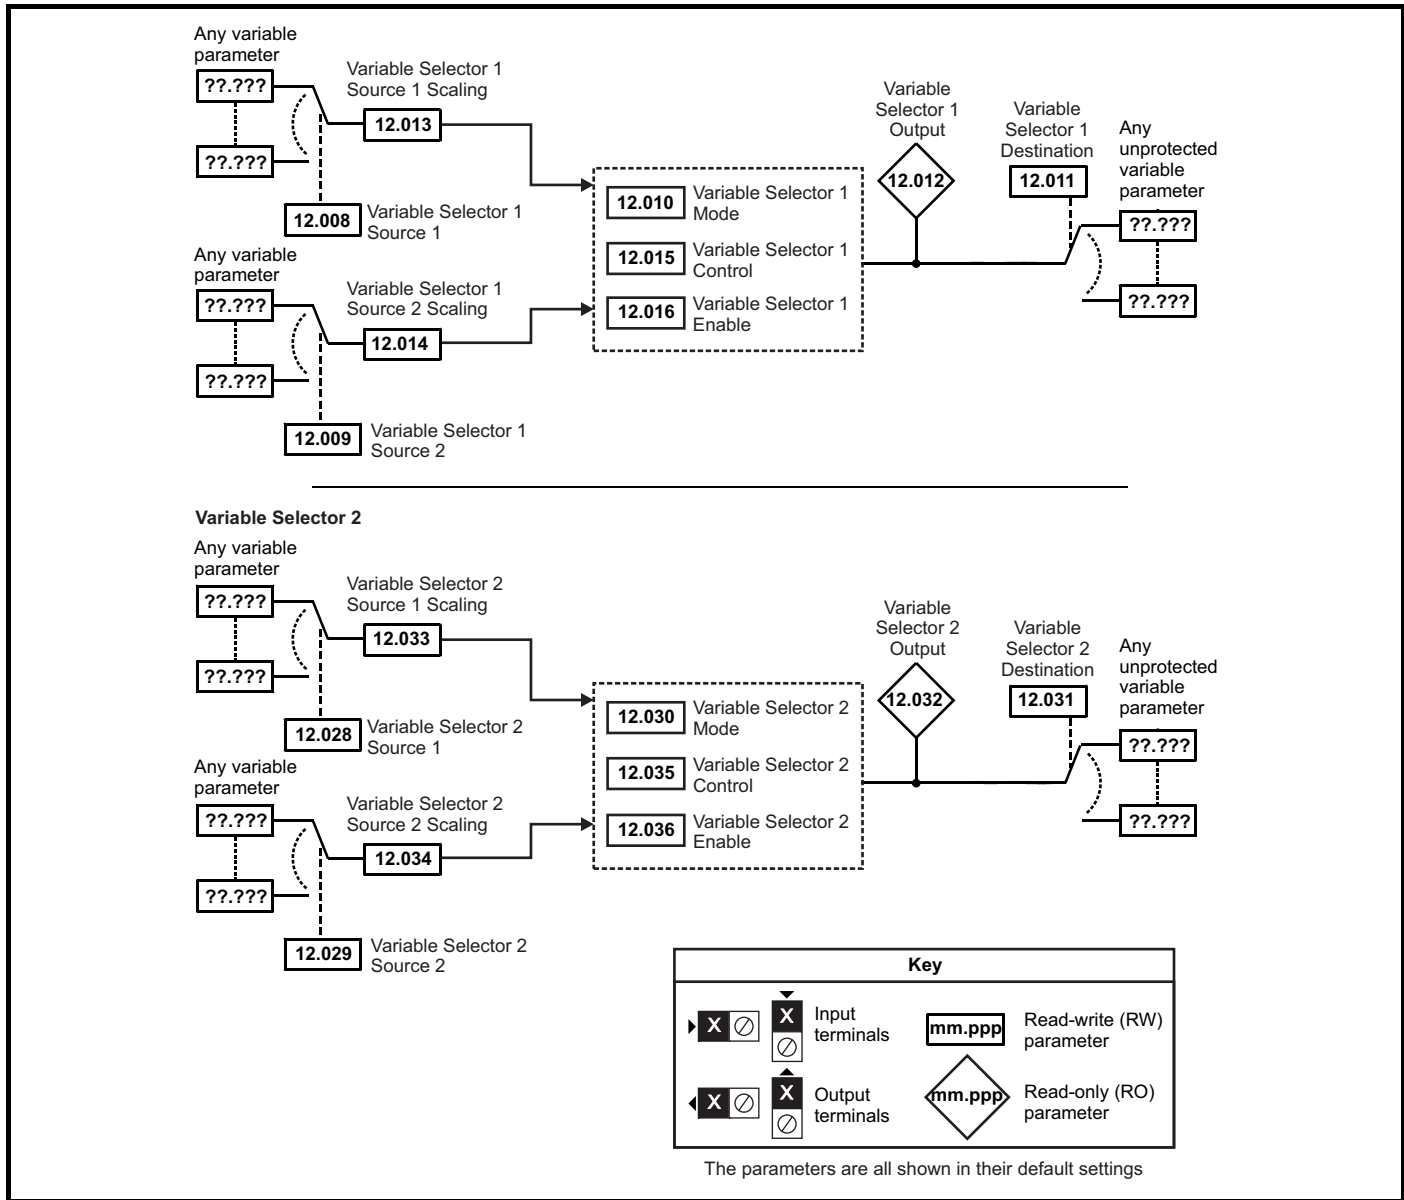 Any variable
parameter
??.???
??.???
Variable Selector 1
Source 1 Scaling
12.013
12.008
Variable Selector 1
Source 1
Any variable
parameter
??.???
??.???
Variable Selector 1
Source 2 Scaling
12.014
12.009
Variable Selector 1
Source 2
12.010
Variable Selector 1
Mode
12.015
Variable Selector 1
Control
12.016
Variable Selector 1
Enable
Variable
Selector 1
Output
12.012
Variable
Selector 1
Destination
12.011
Any
unprotected
variable
parameter
??.???
??.???
Variable Selector 2
Any variable
parameter
??.???
??.???
Variable Selector 2
Source 1 Scaling
12.033
12.028
Variable Selector 2
Source 1
Any variable
parameter
??.???
??.???
Variable Selector 2
Source 2 Scaling
12.034
12.029
Variable Selector 2
Source 2
12.030
Variable Selector 2
Mode
12.035
Variable Selector 2
Control
12.036
Variable Selector 2
Enable
Variable
Selector 2
Output
12.032
Variable
Selector 2
Destination
12.031
Any
unprotected
variable
parameter
??.???
??.???
Key
X
X
Input
terminals
mm.ppp
Read-write (RW)
parameter
X
X
Output
terminals
mm.ppp
Read-only (RO)
parameter
The parameters are all shown in their default settings